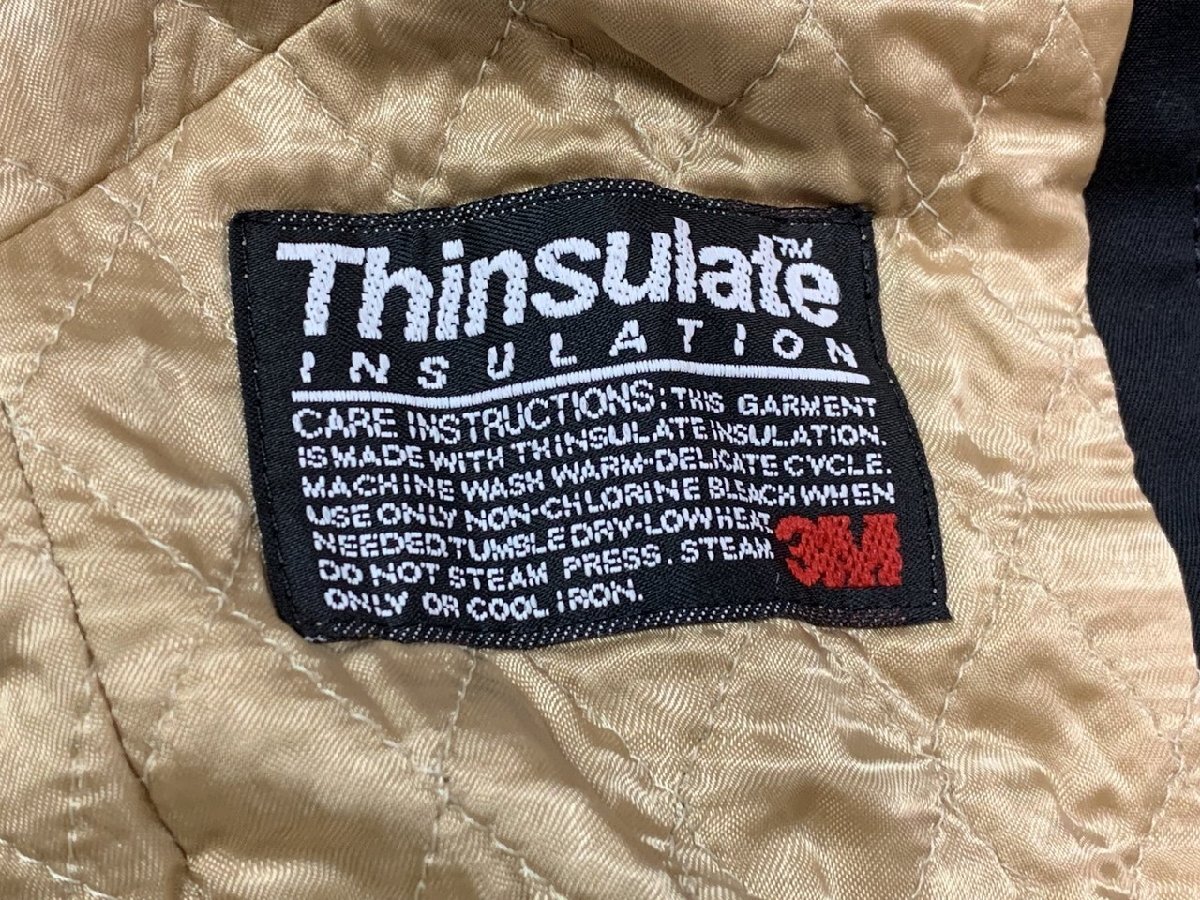 Thinsulate™
INSULATION
CARE INSTRUCTIONS: THIS GARMENT
IS MADE WITH THINSULATE INSULATION.
MACHINE WASH WARM-DELICATE CYCLE.
USE ONLY NON-CHLORINE BLEACH WHEN
NEEDED. TUMBLE DRY-LOW HEAT
DO NOT STEAM PRESS. STEAM
ONLY OR COOL IRON.
3M